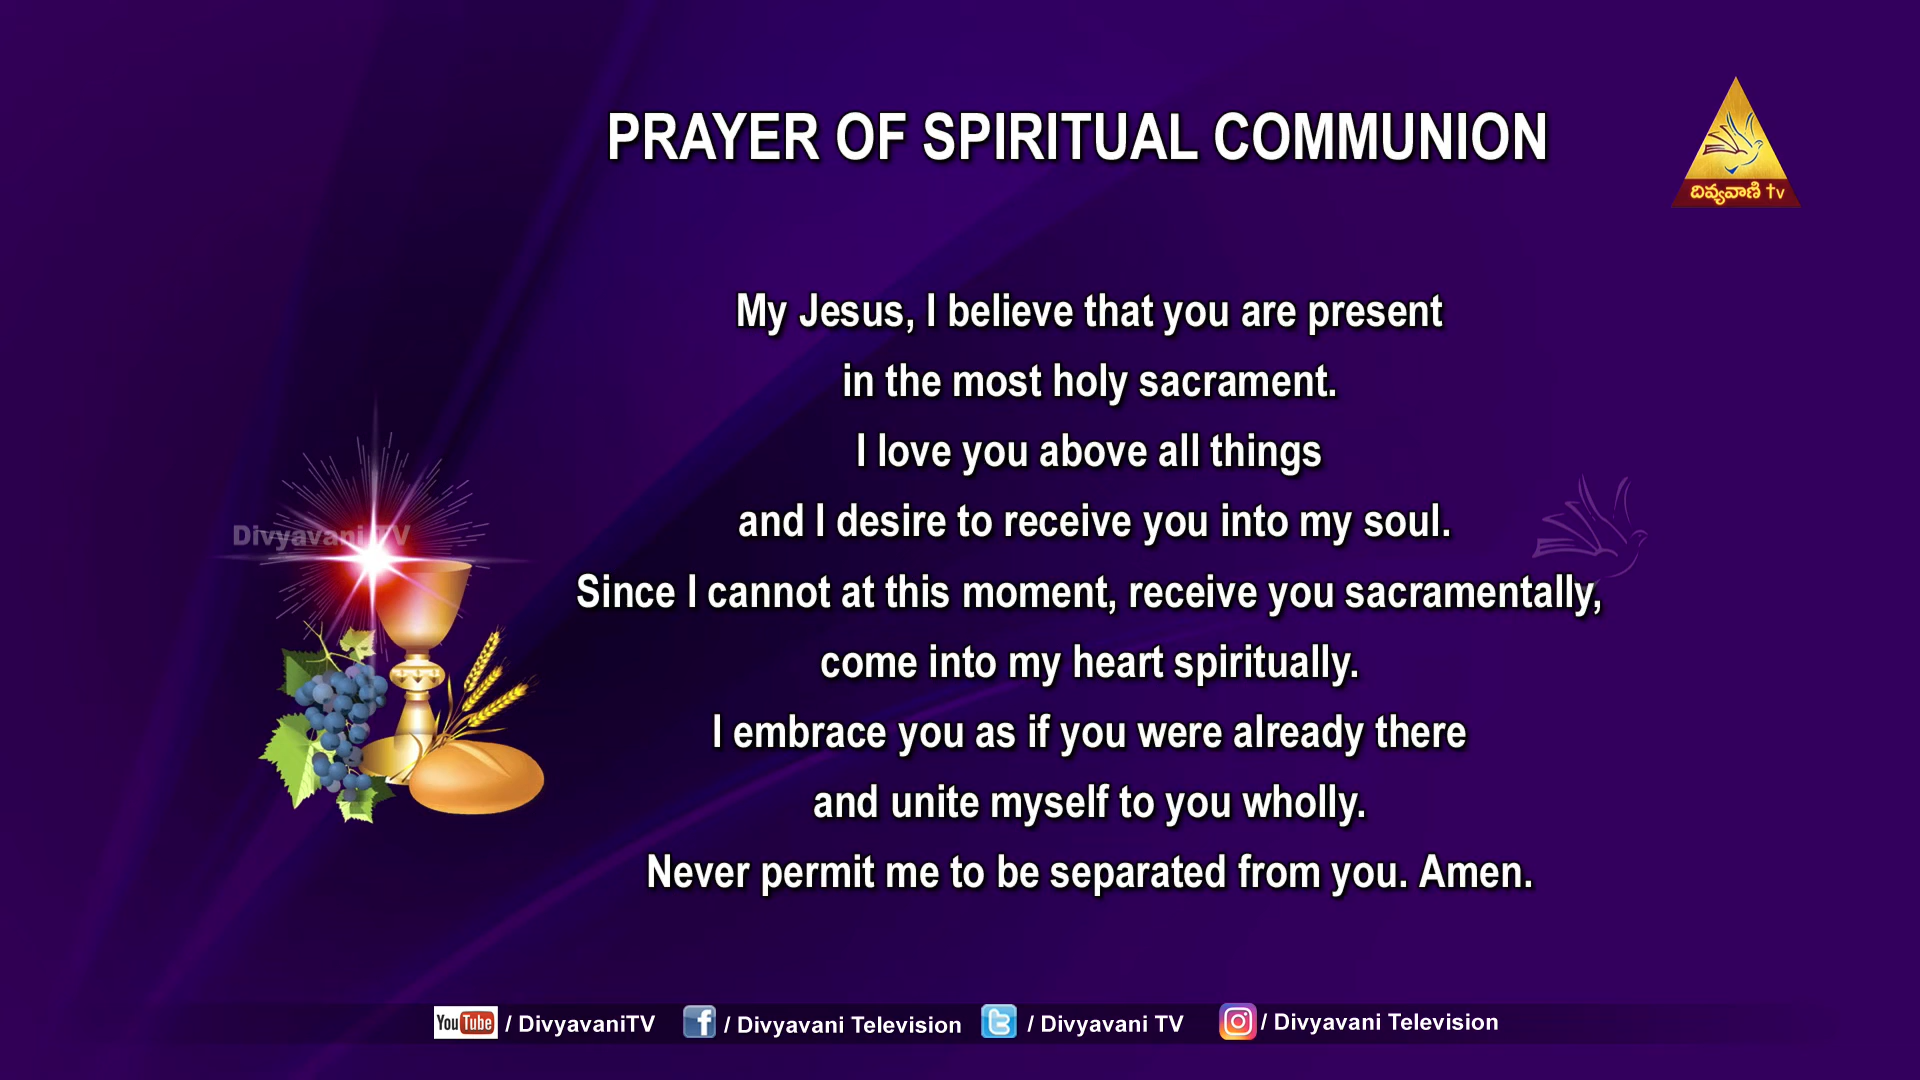 PRAYER OF SPIRITUAL COMMUNION
దివ్యవాణి tv
My Jesus, I believe that you are present
in the most holy sacrament.
I love you above all things
and I desire to receive you into my soul.
Since I cannot at this moment, receive you sacramentally,
come into my heart spiritually.
I embrace you as if you were already there
and unite myself to you wholly.
Never permit me to be separated from you. Amen.
Divyavani TV
YouTube / DivyavaniTV f / Divyavani Television t / Divyavani TV / Divyavani Television